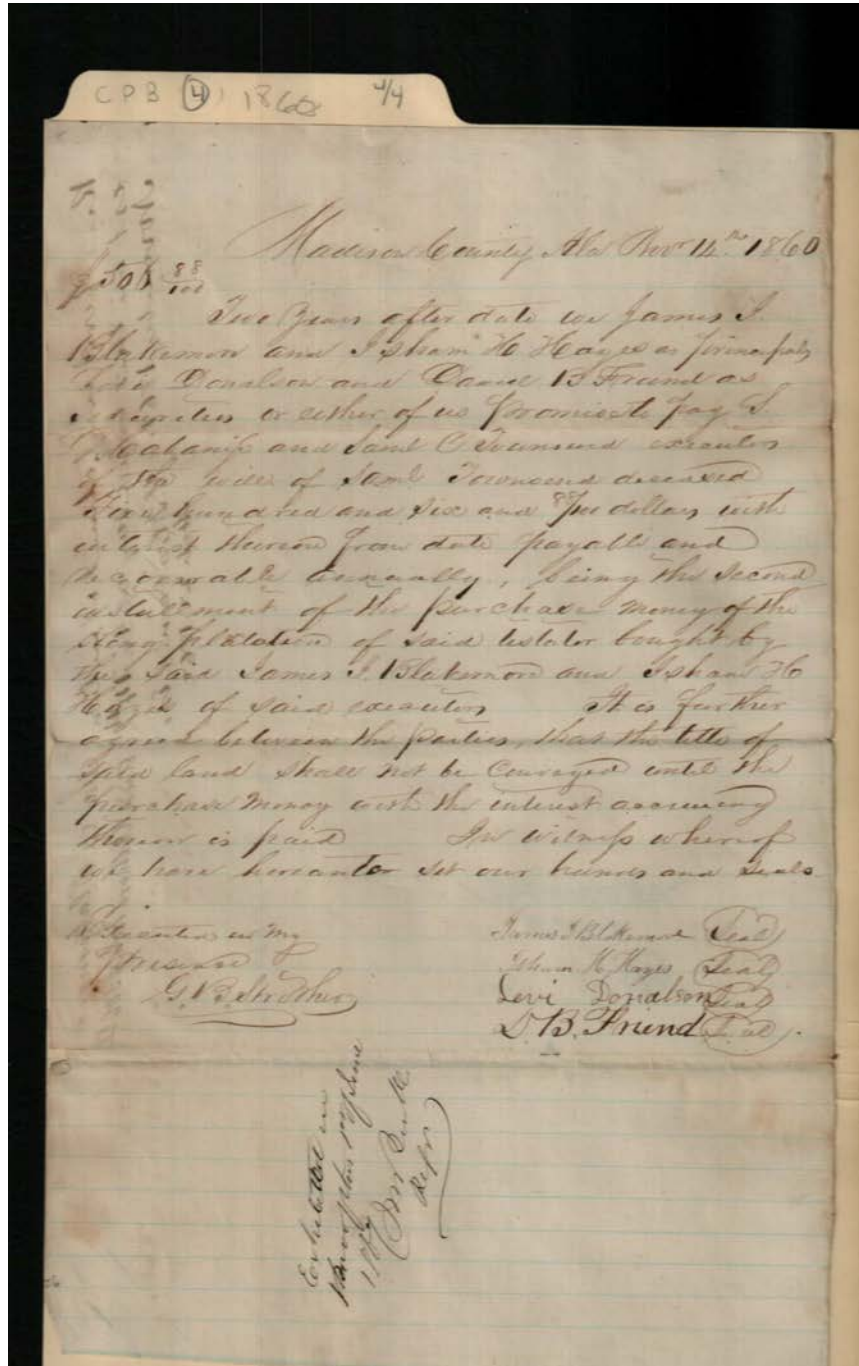 CPB (4) 1860 4/4
Madison County Ala Novr 14th 1860
$506 88/100
Two Years after date we James J.
Blakemore and Isham H Hayes as principals
Levi Donalson and David B Friend as
securities or either of us promise to pay S.
D Cabaniss and Saml C Townsend executors
of the will of Saml Townsend deceased
Five hundred and six and 88/100 dollars with
interest thereon from date payable and
annually, being the second
installment of the purchase money of the
plantation of said testator bought by
the said James J. Blakemore and Isham H
Hayes of said executors It is further
agreed between the parties, that the title of
said land shall not be conveyed until the
purchase money with the interest accruing
thereon is paid In witness whereof
we have hereunto set our hands and seals
Executed in my
presence
G. B. Strother
James J Blakemore (Seal)
Isham H Hayes (Seal)
Levi Donalson (Seal)
D. B. Friend (Seal)
Exhibited in
1867